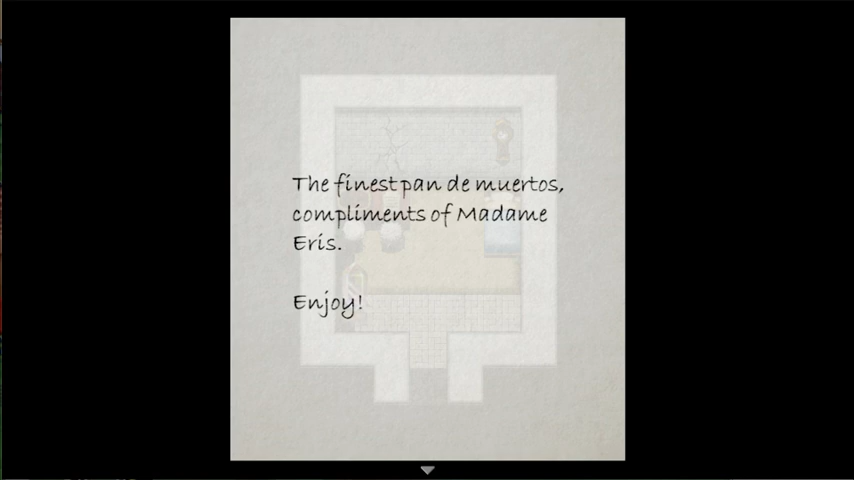 The finest pan de muertos,
compliments of Madame
Eris.
Enjoy!